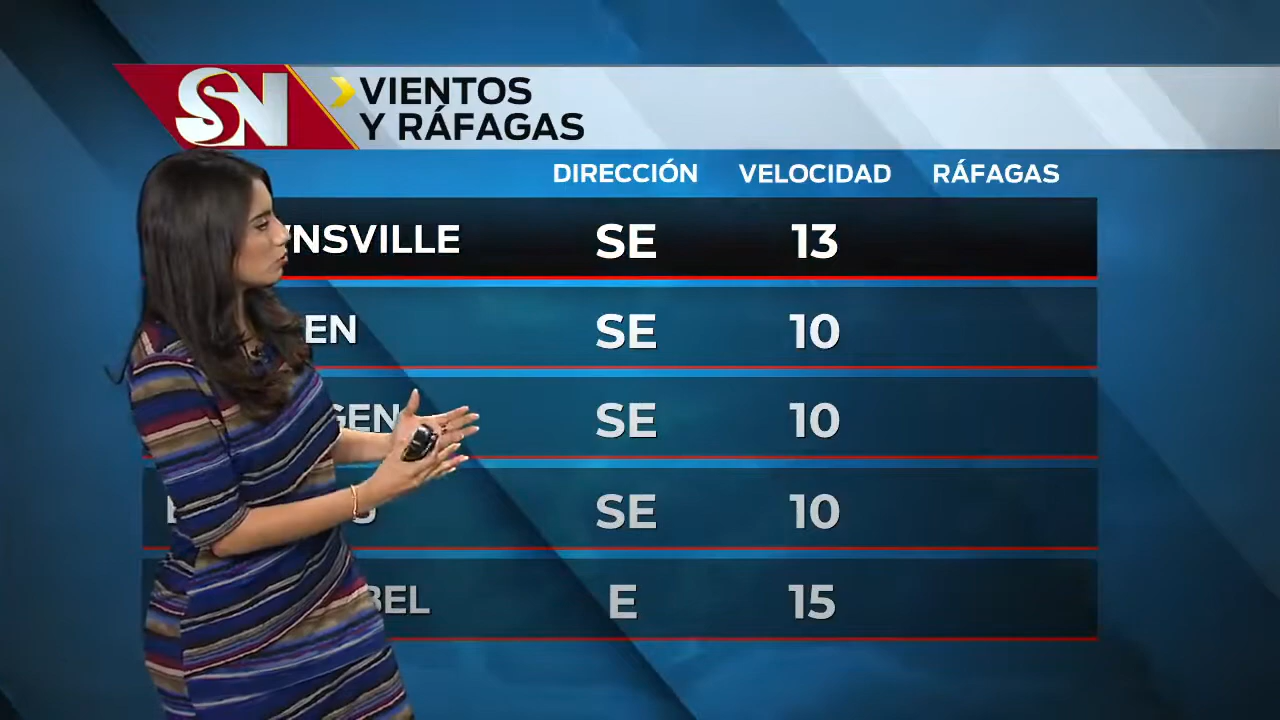 SN
VIENTOS
Y RÁFAGAS
DIRECCIÓN VELOCIDAD RÁFAGAS
SE 13
SE 10
SE 10
SE 10
E 15